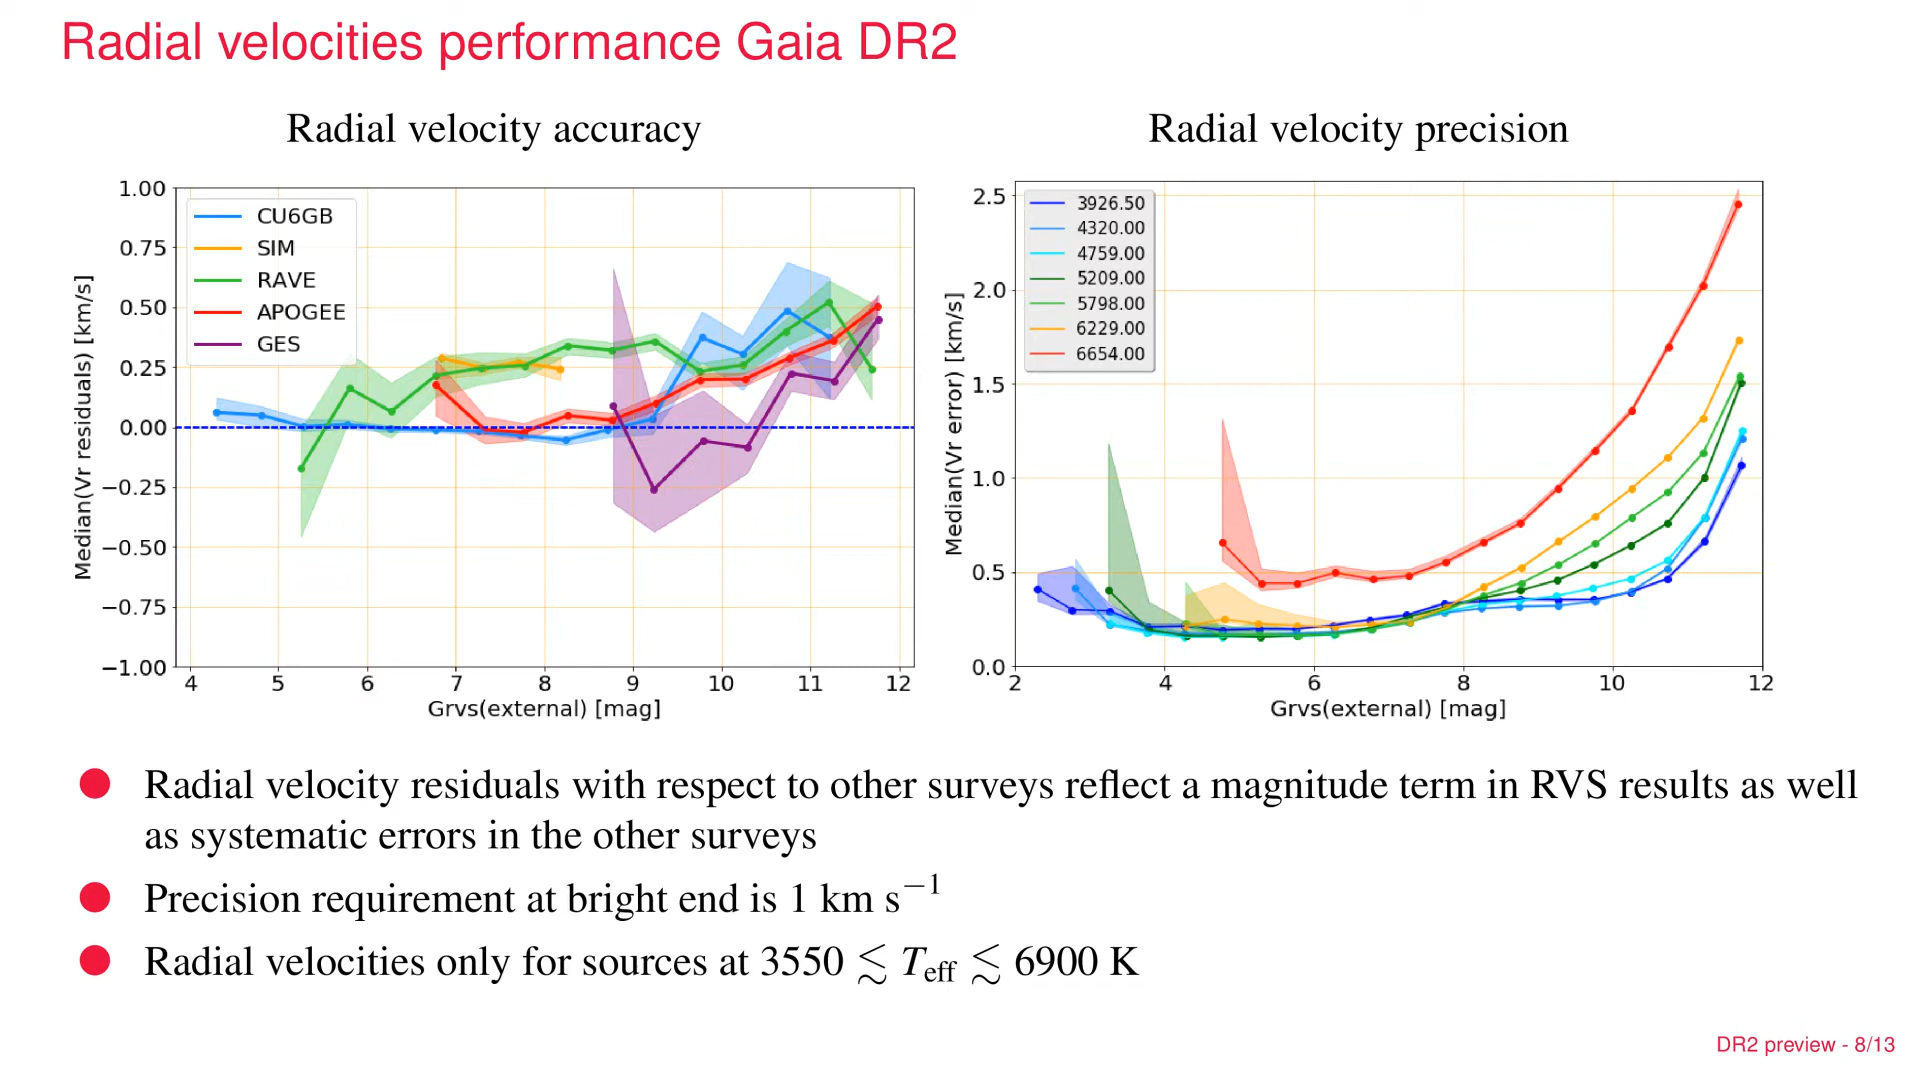 Radial velocities performance Gaia DR2
Radial velocity accuracy
1.00
0.75
0.50
0.25
0.00
−0.25
−0.50
−0.75
−1.00
Median(Vr residuals) [km/s]
CU6GB
SIM
RAVE
APOGEE
GES
4 5 6 7 8 9 10 11 12
Grvs(external) [mag]
Radial velocity precision
2.5
2.0
1.5
1.0
0.5
0.0
Median(Vr error) [km/s]
3926.50
4320.00
4759.00
5209.00
5798.00
6229.00
6654.00
2 4 6 8 10 12
Grvs(external) [mag]
Radial velocity residuals with respect to other surveys reflect a magnitude term in RVS results as well
as systematic errors in the other surveys
Precision requirement at bright end is 1 km s⁻¹
Radial velocities only for sources at 3550 ≲ T_eff ≲ 6900 K
DR2 preview - 8/13